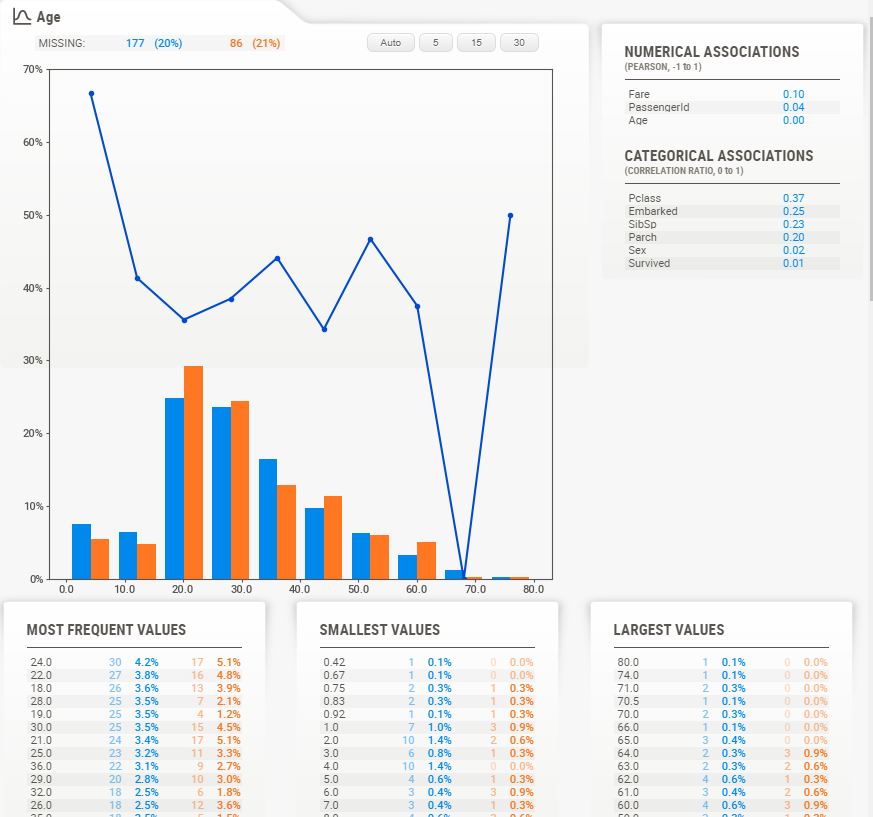 Age
MISSING: 177 (20%) 86 (21%)
Auto 5 15 30
70%
60%
50%
40%
30%
20%
10%
0%
0.0 10.0 20.0 30.0 40.0 50.0 60.0 70.0 80.0
NUMERICAL ASSOCIATIONS
(PEARSON, -1 to 1)
Fare 0.10
PassengerId 0.04
Age 0.00
CATEGORICAL ASSOCIATIONS
(CORRELATION RATIO, 0 to 1)
Pclass 0.37
Embarked 0.25
SibSp 0.23
Parch 0.20
Sex 0.02
Survived 0.01
MOST FREQUENT VALUES
24.0 30 4.2% 17 5.1%
22.0 27 3.8% 16 4.8%
18.0 26 3.6% 13 3.9%
28.0 25 3.5% 7 2.1%
19.0 25 3.5% 4 1.2%
30.0 25 3.5% 15 4.5%
21.0 24 3.4% 17 5.1%
25.0 23 3.2% 11 3.3%
36.0 22 3.1% 9 2.7%
29.0 20 2.8% 10 3.0%
32.0 18 2.5% 6 1.8%
26.0 18 2.5% 12 3.6%
SMALLEST VALUES
0.42 1 0.1% 0 0.0%
0.67 1 0.1% 0 0.0%
0.75 2 0.3% 1 0.3%
0.83 2 0.3% 1 0.3%
0.92 1 0.1% 1 0.3%
1.0 7 1.0% 3 0.9%
2.0 10 1.4% 2 0.6%
3.0 6 0.8% 1 0.3%
4.0 10 1.4% 0 0.0%
5.0 4 0.6% 1 0.3%
6.0 3 0.4% 3 0.9%
7.0 3 0.4% 1 0.3%
LARGEST VALUES
80.0 1 0.1% 0 0.0%
74.0 1 0.1% 0 0.0%
71.0 2 0.3% 0 0.0%
70.5 1 0.1% 0 0.0%
70.0 2 0.3% 0 0.0%
66.0 1 0.1% 0 0.0%
65.0 3 0.4% 0 0.0%
64.0 2 0.3% 3 0.9%
63.0 2 0.3% 2 0.6%
62.0 4 0.6% 1 0.3%
61.0 3 0.4% 2 0.6%
60.0 4 0.6% 3 0.9%